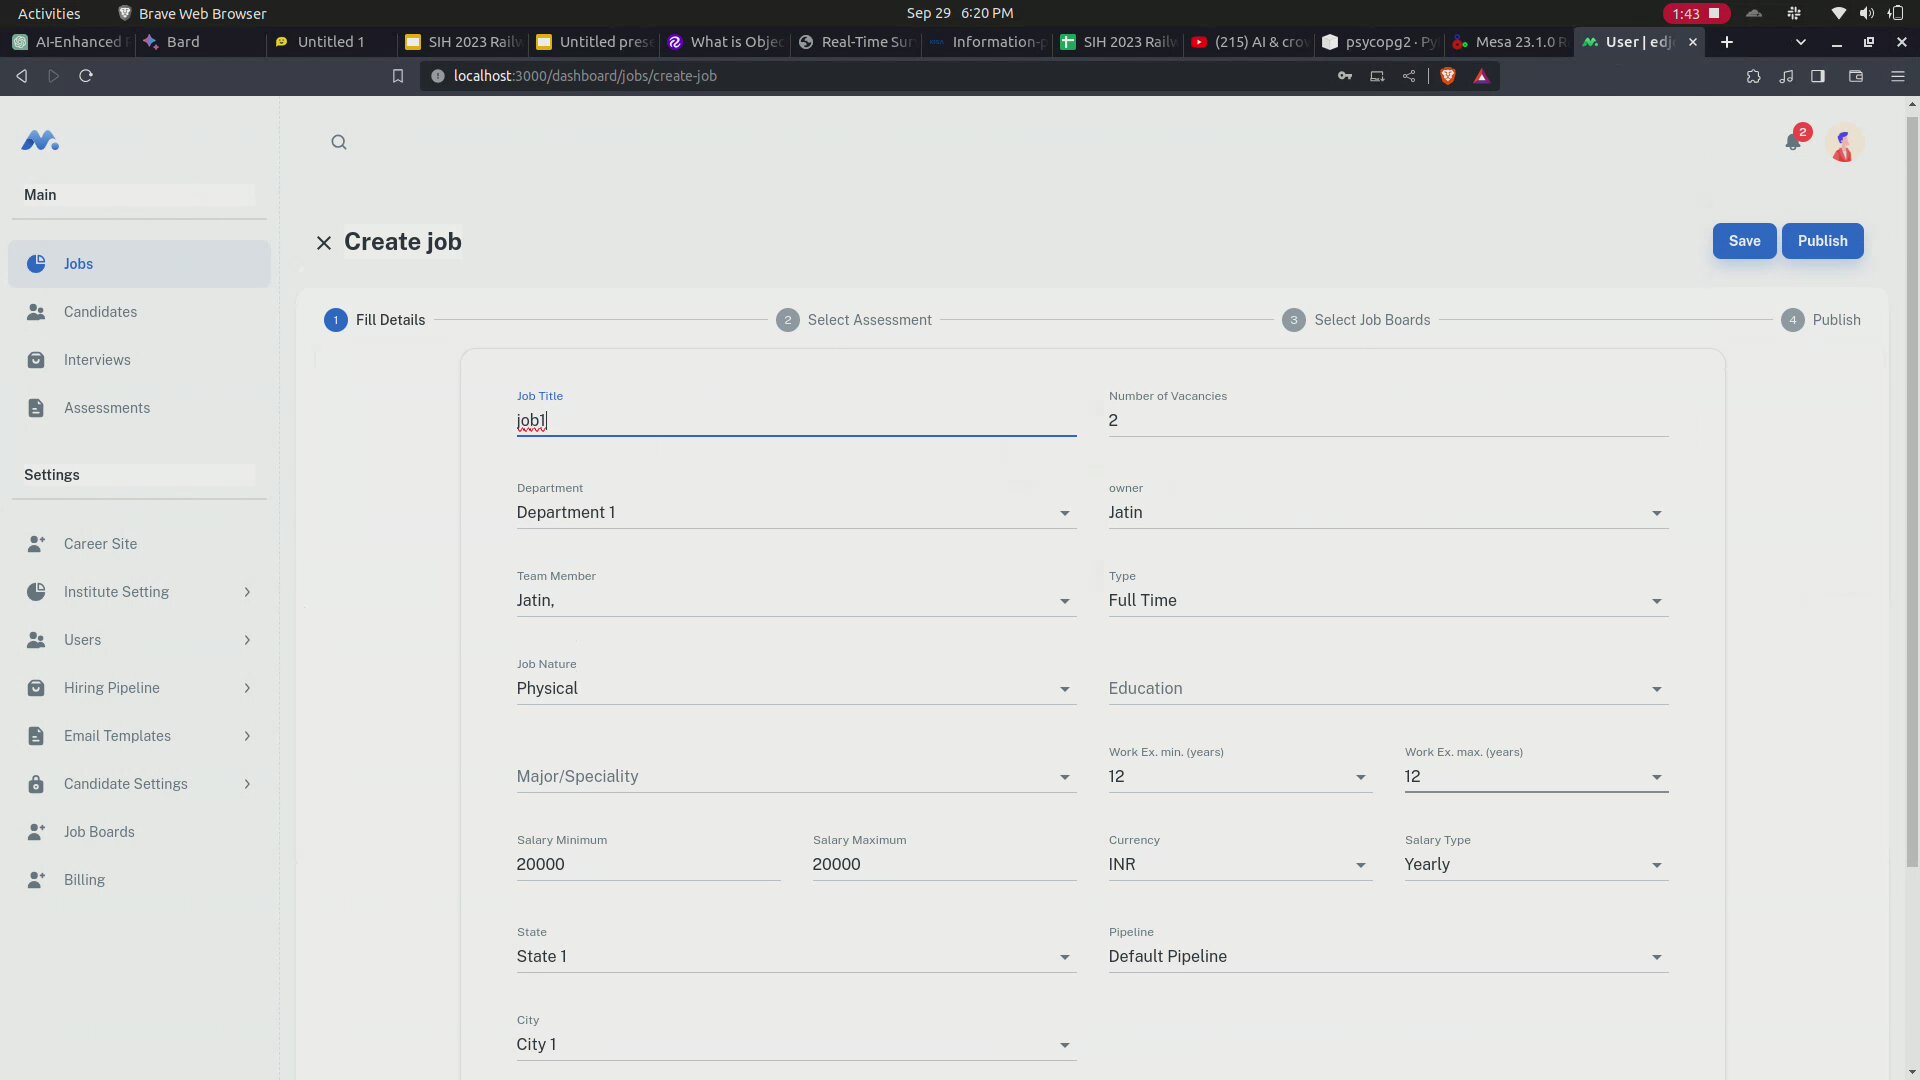 Activities
Brave Web Browser
Sep 29 6:20 PM
1:43
AI-Enhanced
Bard
Untitled 1
SIH 2023 Railw
Untitled prese
What is Objec
Real-Time Sur
Information-p
SIH 2023 Railw
(215) AI & crow
psycopg2 · Py
Mesa 23.1.0 R
User | edjo
localhost:3000/dashboard/jobs/create-job
2
Main
Jobs
Candidates
Interviews
Assessments
Settings
Career Site
Institute Setting
Users
Hiring Pipeline
Email Templates
Candidate Settings
Job Boards
Billing
Create job
Save
Publish
1 Fill Details
2 Select Assessment
3 Select Job Boards
4 Publish
Job Title
job1
Number of Vacancies
2
Department
Department 1
owner
Jatin
Team Member
Jatin,
Type
Full Time
Job Nature
Physical
Education
Major/Speciality
Work Ex. min. (years)
12
Work Ex. max. (years)
12
Salary Minimum
20000
Salary Maximum
20000
Currency
INR
Salary Type
Yearly
State
State 1
Pipeline
Default Pipeline
City
City 1